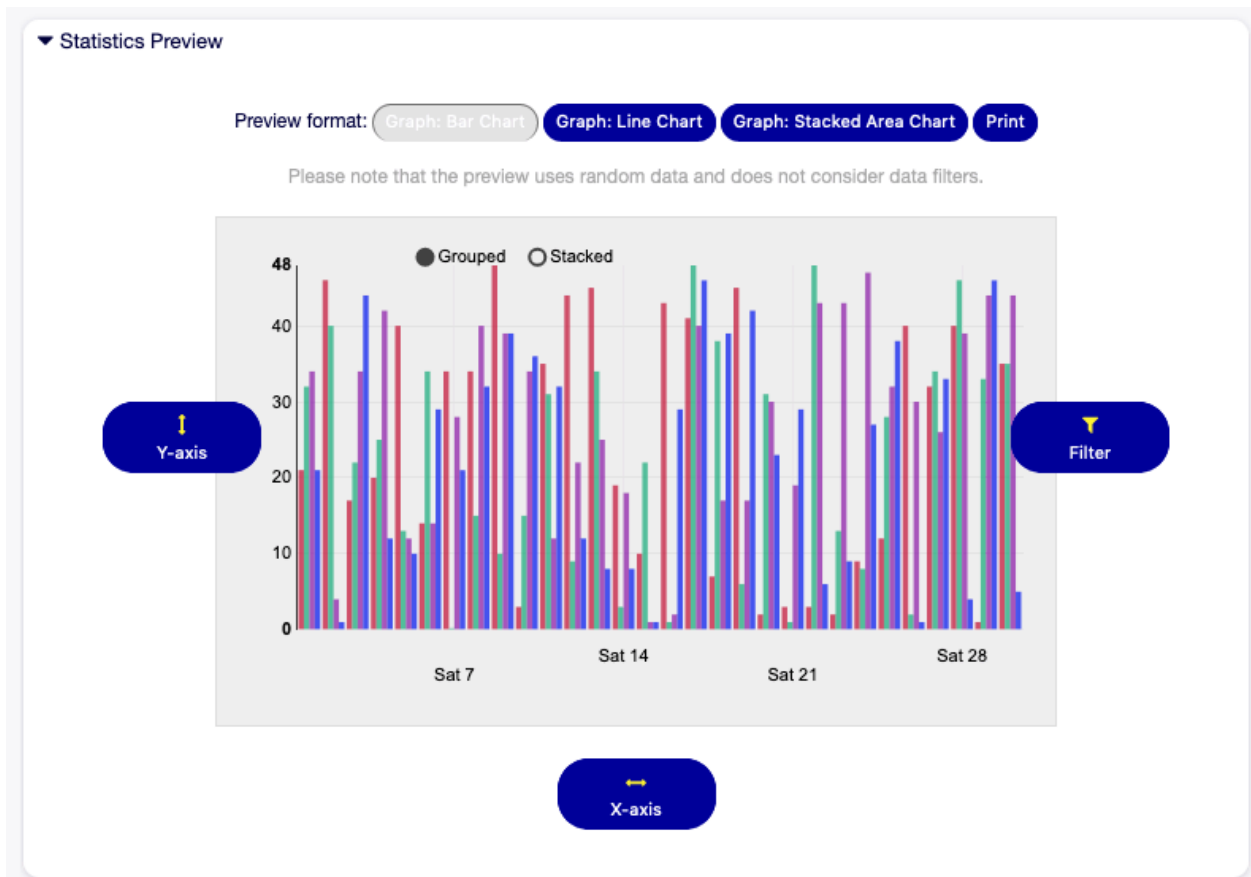 Statistics Preview
Preview format: Graph: Bar Chart Graph: Line Chart Graph: Stacked Area Chart Print
Please note that the preview uses random data and does not consider data filters.
Grouped Stacked
48
40
30
20
10
0
Sat 7
Sat 14
Sat 21
Sat 28
Y-axis
Filter
X-axis